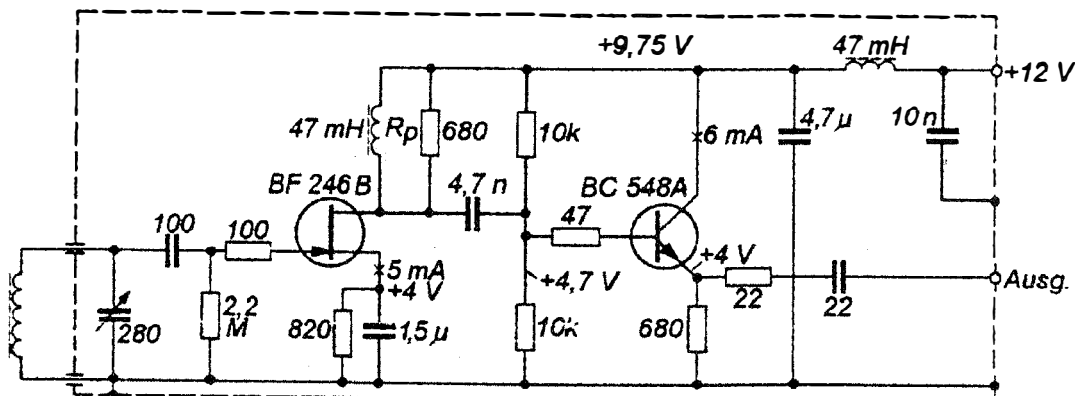 +9,75 V
47 mH
+12 V
47 mH
Rp
680
10k
6 mA
4,7 µ
10 n
BF 246 B
4,7 n
BC 548A
100
100
47
5 mA
+4 V
+4 V
+4,7 V
Ausg.
22
22
280
2,2
M
820
1,5 µ
10k
680